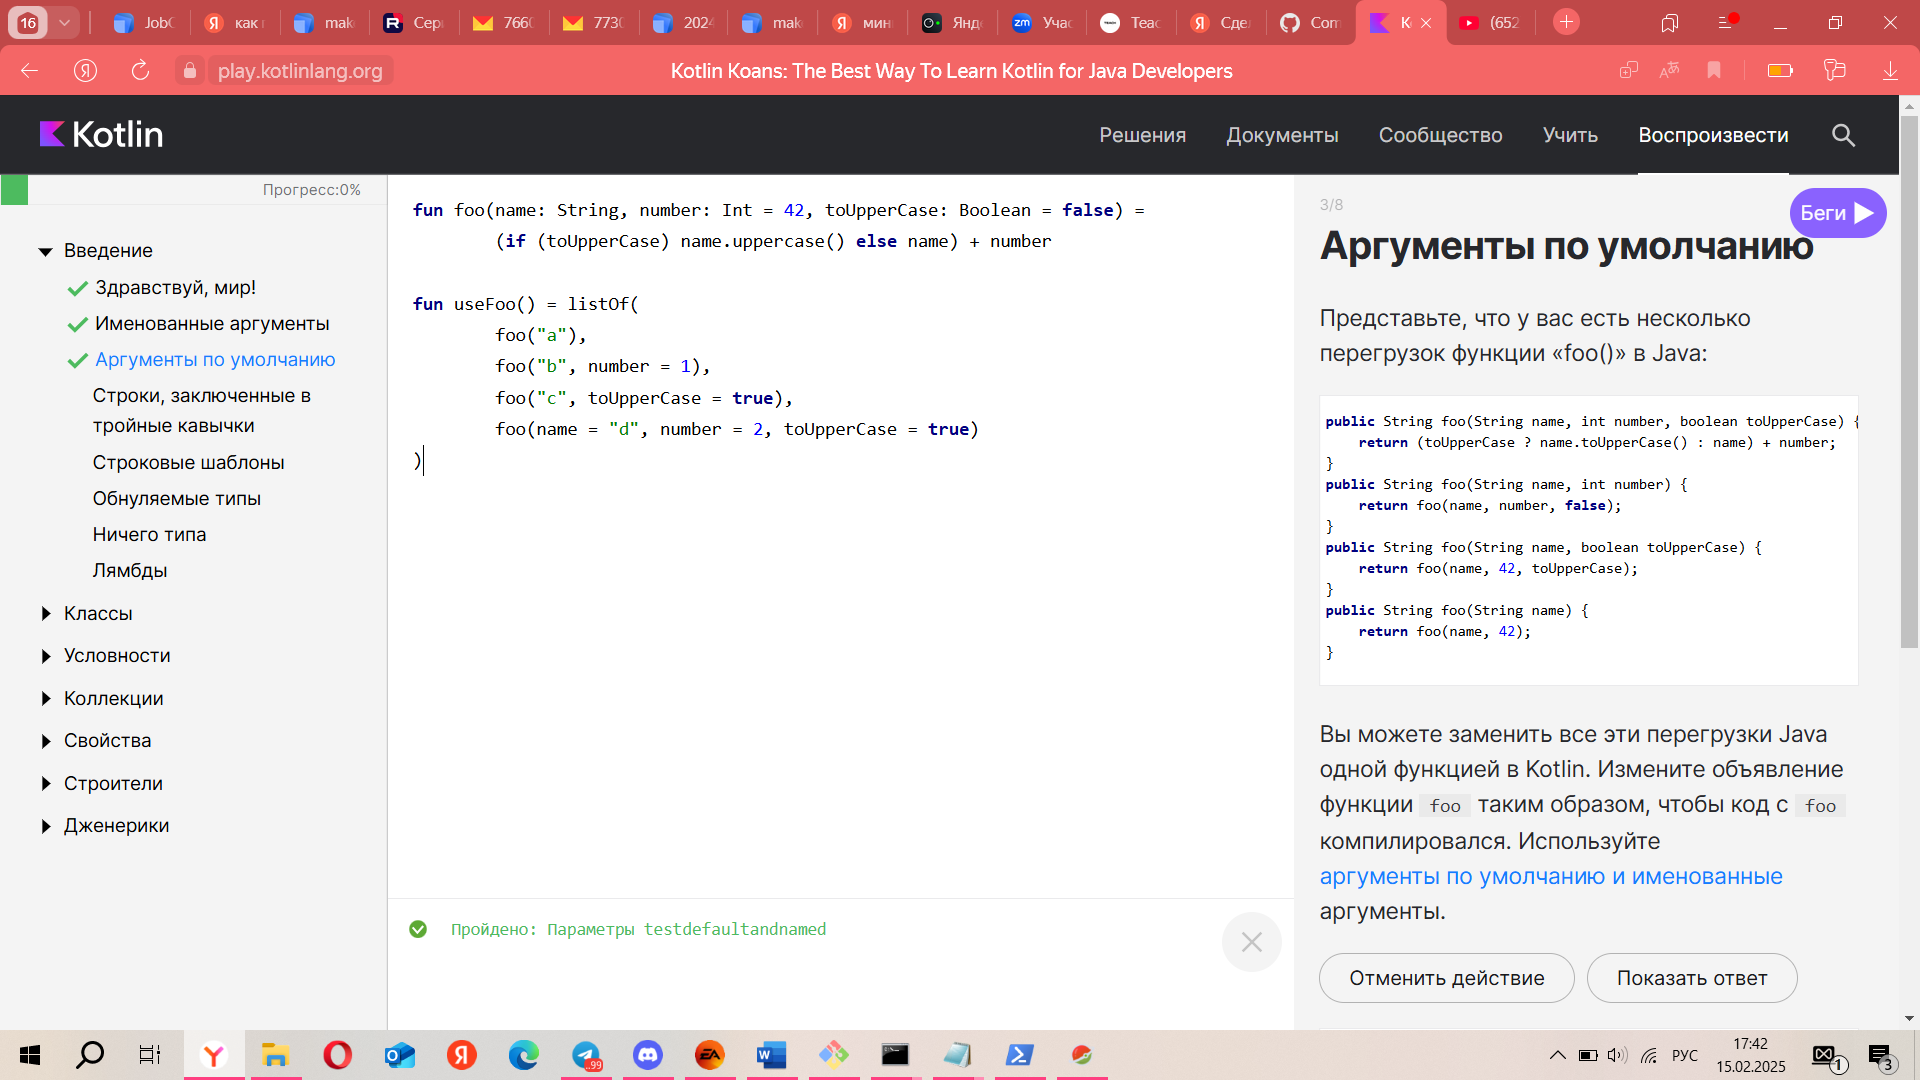 16
JobC
как
mak
Сер
7660
7730
2024
mak
мин
Янд
Учас
Teac
Сде
Com
K
(652
play.kotlinlang.org
Kotlin Koans: The Best Way To Learn Kotlin for Java Developers
Kotlin
Решения
Документы
Сообщество
Учить
Воспроизвести
Прогресс:0%
Введение
Здравствуй, мир!
Именованные аргументы
Аргументы по умолчанию
Строки, заключенные в
тройные кавычки
Строковые шаблоны
Обнуляемые типы
Ничего типа
Лямбды
Классы
Условности
Коллекции
Свойства
Строители
Дженерики
fun foo(name: String, number: Int = 42, toUpperCase: Boolean = false) =
(if (toUpperCase) name.uppercase() else name) + number
fun useFoo() = listOf(
foo("a"),
foo("b", number = 1),
foo("c", toUpperCase = true),
foo(name = "d", number = 2, toUpperCase = true)
)
Пройдено: Параметры testdefaultandnamed
3/8
Беги
Аргументы по умолчанию
Представьте, что у вас есть несколько
перегрузок функции «foo()» в Java:
public String foo(String name, int number, boolean toUpperCase) {
return (toUpperCase ? name.toUpperCase() : name) + number;
}
public String foo(String name, int number) {
return foo(name, number, false);
}
public String foo(String name, boolean toUpperCase) {
return foo(name, 42, toUpperCase);
}
public String foo(String name) {
return foo(name, 42);
}
Вы можете заменить все эти перегрузки Java
одной функцией в Kotlin. Измените объявление
функции foo таким образом, чтобы код с foo
компилировался. Используйте
аргументы по умолчанию и именованные
аргументы.
Отменить действие
Показать ответ
..99
РУС
17:42
15.02.2025
1
3